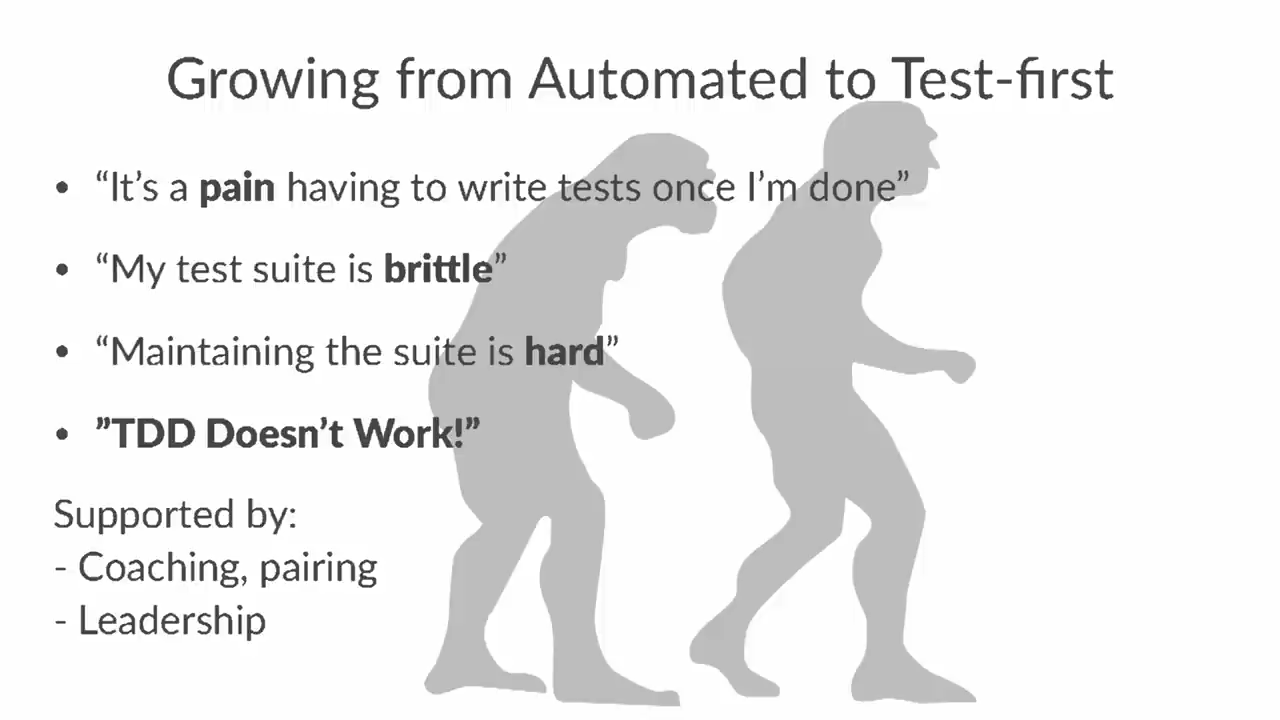 Growing from Automated to Test-first
• “It’s a pain having to write tests once I’m done”
• “My test suite is brittle”
• “Maintaining the suite is hard”
• ”TDD Doesn’t Work!”
Supported by:
- Coaching, pairing
- Leadership